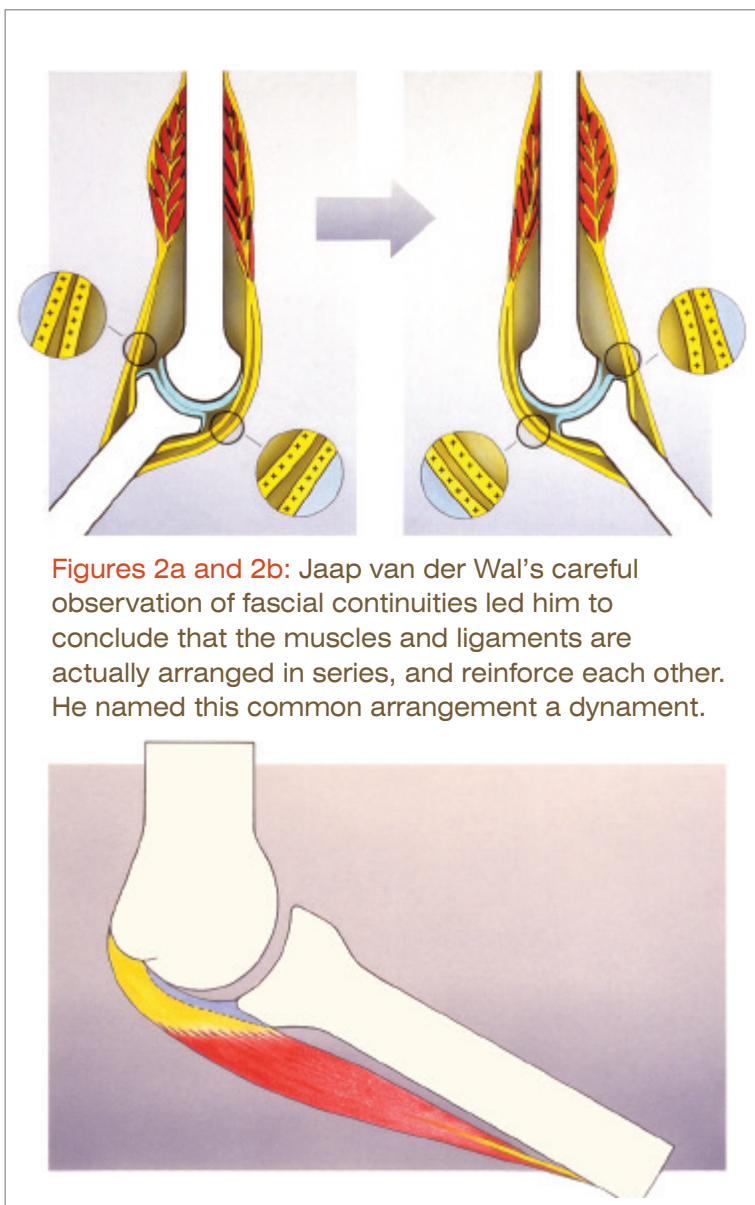 Figures 2a and 2b: Jaap van der Wal’s careful
observation of fascial continuities led him to
conclude that the muscles and ligaments are
actually arranged in series, and reinforce each other.
He named this common arrangement a dynament.